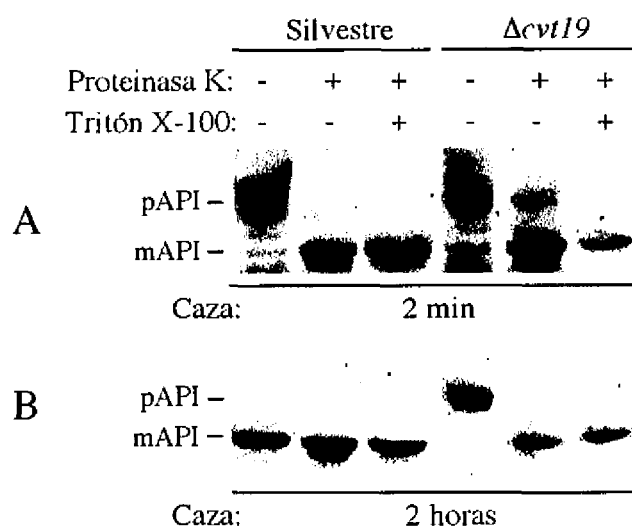 Silvestre Δcvt19
Proteinasa K: - + + - + +
Tritón X-100: - - + - - +
A
pAPI –
mAPI –
Caza: 2 min
B
pAPI –
mAPI –
Caza: 2 horas